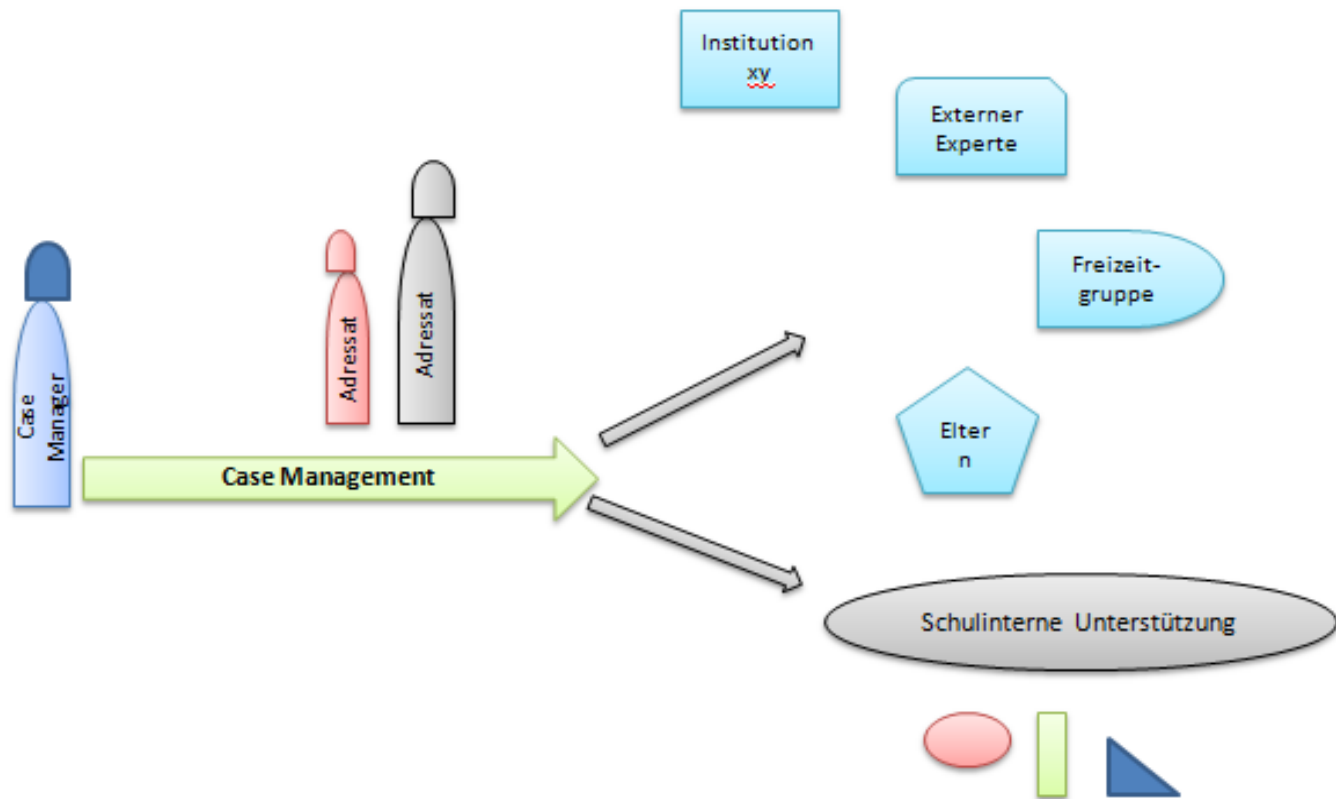 Institution
xy
Externer
Experte
Freizeit-
gruppe
Adressat
Adressat
Case
Manager
Elter
n
Case Management
Schulinterne Unterstützung